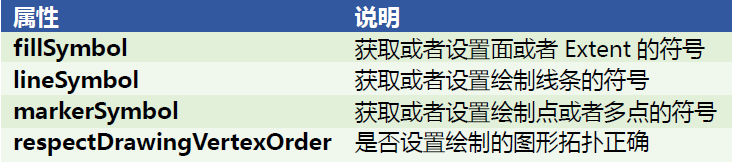 属性 说明
fillSymbol 获取或者设置面或者 Extent 的符号
lineSymbol 获取或者设置绘制线条的符号
markerSymbol 获取或者设置绘制点或者多点的符号
respectDrawingVertexOrder 是否设置绘制的图形拓扑正确